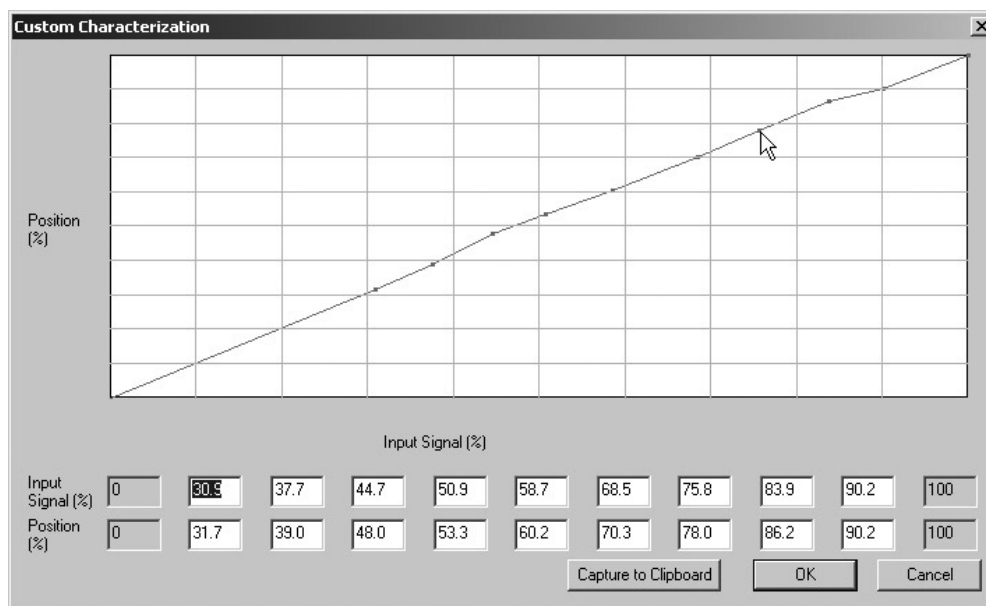 Custom Characterization
Position
(%)
Input Signal (%)
Input
Signal (%)
0 30.9 37.7 44.7 50.9 58.7 68.5 75.8 83.9 90.2 100
Position
(%)
0 31.7 39.0 48.0 53.3 60.2 70.3 78.0 86.2 90.2 100
Capture to Clipboard OK Cancel